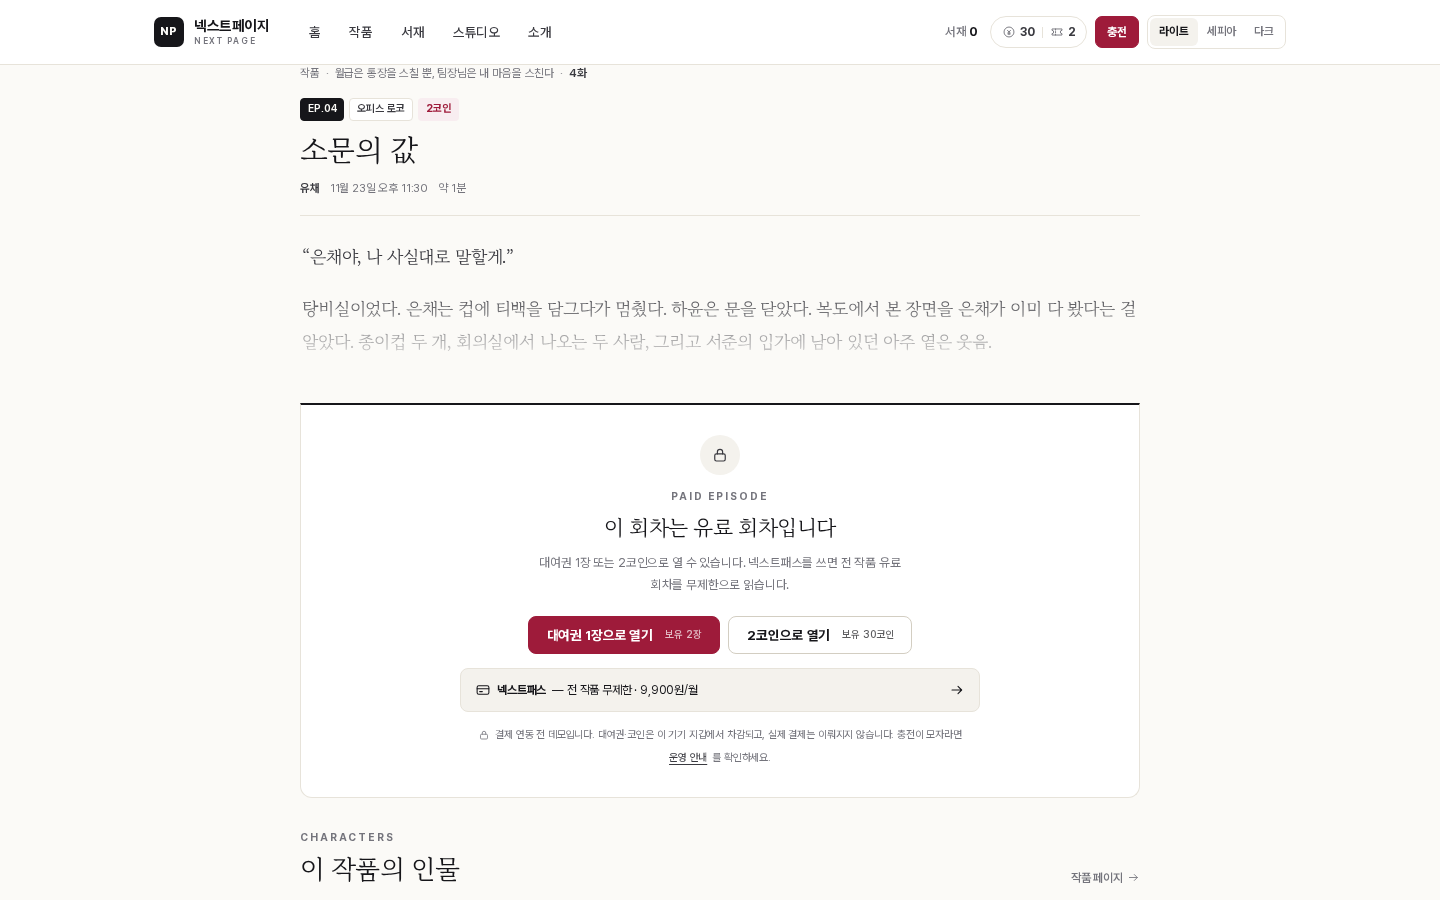 NP 넥스트페이지 NEXT PAGE 홈 작품 서재 스튜디오 소개 서재 0 30 2 충전 라이트 세피아 다크
작품 · 월급은 통장을 스칠 뿐, 팀장님은 내 마음을 스친다 · 4화
EP.04 오피스 로코 2코인
소문의 값
유채 11월 23일 오후 11:30 약 1분
“은채야, 나 사실대로 말할게.”
탕비실이었다. 은채는 컵에 티백을 담그다가 멈췄다. 하윤은 문을 닫았다. 복도에서 본 장면을 은채가 이미 다 봤다는 걸
알았다. 종이컵 두 개, 회의실에서 나오는 두 사람, 그리고 서준의 입가에 남아 있던 아주 옅은 웃음.
PAID EPISODE
이 회차는 유료 회차입니다
대여권 1장 또는 2코인으로 열 수 있습니다. 넥스트패스를 쓰면 전 작품 유료
회차를 무제한으로 읽습니다.
대여권 1장으로 열기 보유 2장 2코인으로 열기 보유 30코인
넥스트패스 — 전 작품 무제한 · 9,900원/월
결제 연동 전 데모입니다. 대여권·코인은 이 기기 지갑에서 차감되고, 실제 결제는 이뤄지지 않습니다. 충전이 모자라면
운영 안내 를 확인하세요.
CHARACTERS
이 작품의 인물
작품 페이지 →